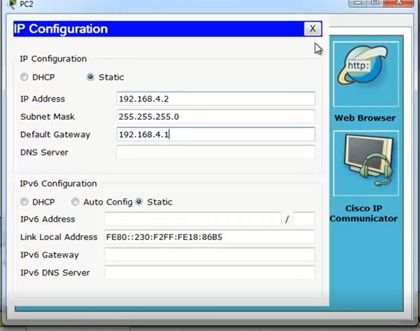 PC2
IP Configuration X
IP Configuration
DHCP Static
IP Address 192.168.4.2
Subnet Mask 255.255.255.0
Default Gateway 192.168.4.1
DNS Server
IPv6 Configuration
DHCP Auto Config Static
IPv6 Address /
Link Local Address FE80::230:F2FF:FE18:86B5
IPv6 Gateway
IPv6 DNS Server
http:
Web Browser
Cisco IP
Communicator